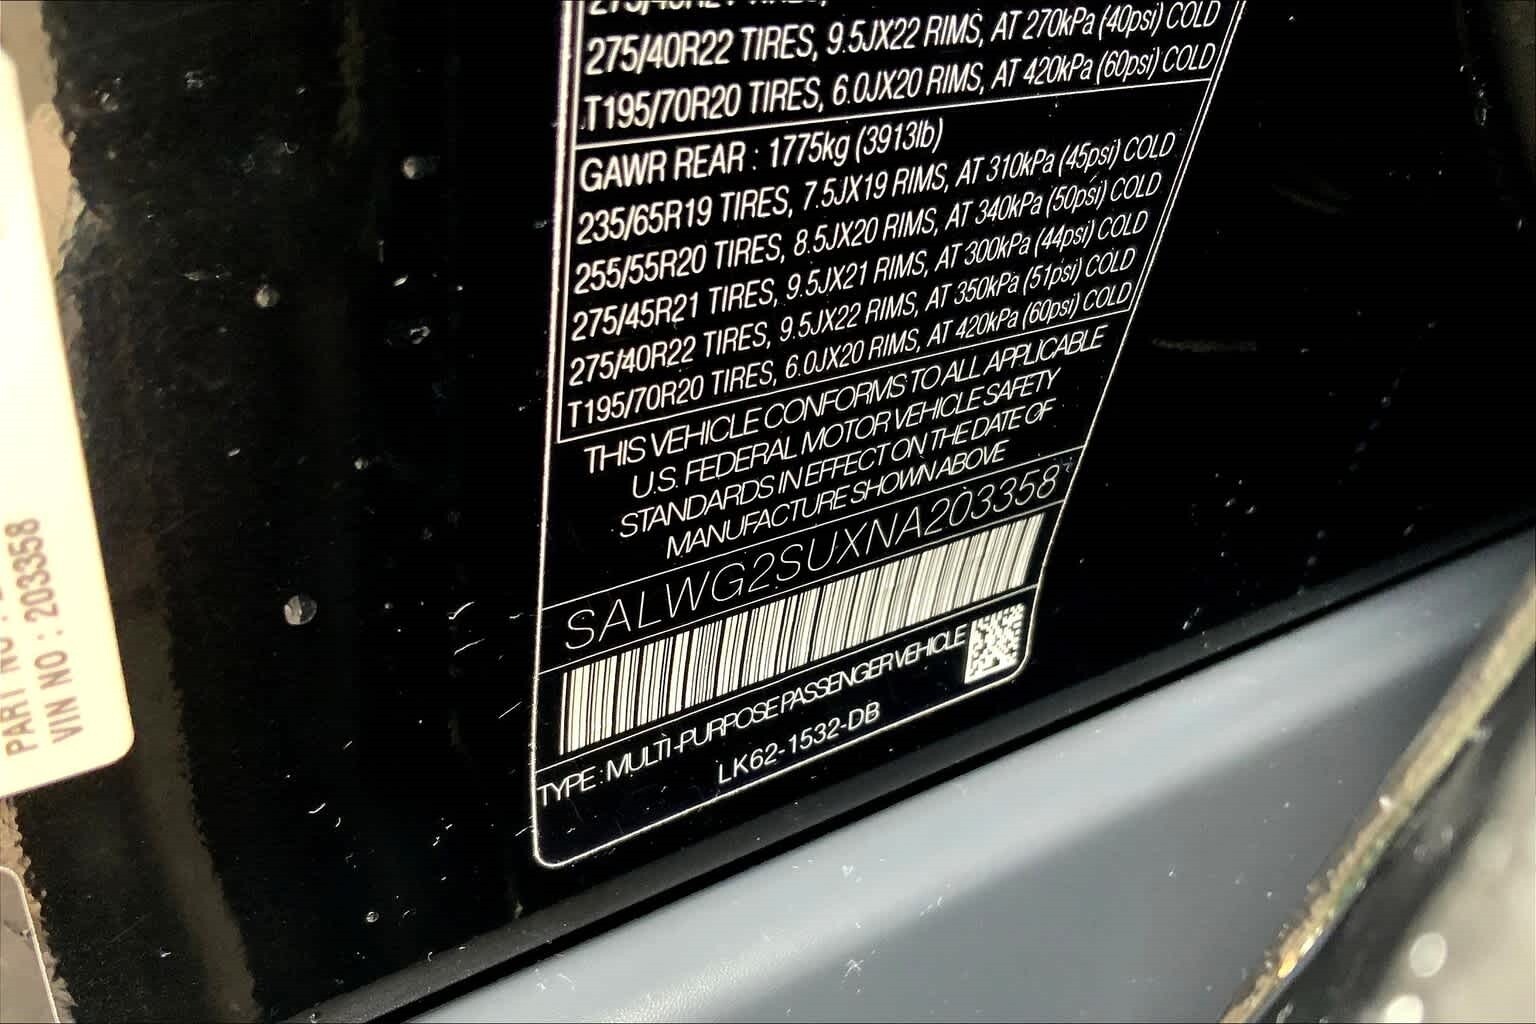 275/40R22 TIRES, 9.5JX22 RIMS, AT 270kPa (40psi) COLD
T195/70R20 TIRES, 6.0JX20 RIMS, AT 420kPa (60psi) COLD
GAWR REAR : 1775kg (3913lb)
235/65R19 TIRES, 7.5JX19 RIMS, AT 310kPa (45psi) COLD
255/55R20 TIRES, 8.5JX20 RIMS, AT 340kPa (50psi) COLD
275/45R21 TIRES, 9.5JX21 RIMS, AT 300kPa (44psi) COLD
275/40R22 TIRES, 9.5JX22 RIMS, AT 350kPa (51psi) COLD
T195/70R20 TIRES, 6.0JX20 RIMS, AT 420kPa (60psi) COLD
THIS VEHICLE CONFORMS TO ALL APPLICABLE
U.S. FEDERAL MOTOR VEHICLE SAFETY
STANDARDS IN EFFECT ON THE DATE OF
MANUFACTURE SHOWN ABOVE
SALWG2SUXNA203358
TYPE : MULTI-PURPOSE PASSENGER VEHICLE
LK62-1532-DB
PART NO :
VIN NO : 203358